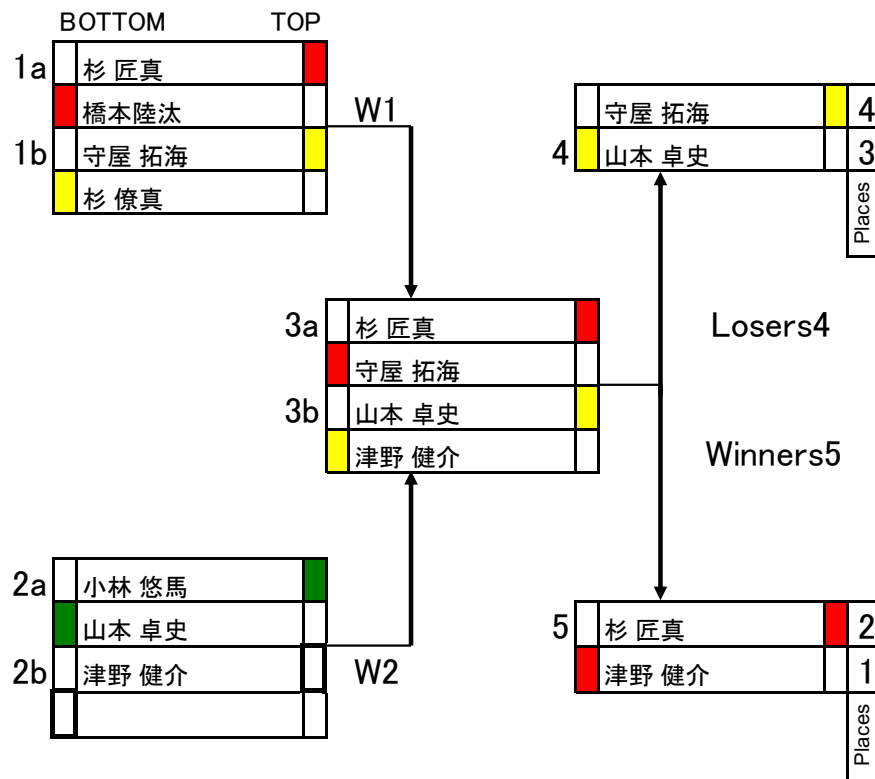 BOTTOM TOP
1a 杉 匠真
橋本陸汰
1b 守屋 拓海
杉 僚真
W1
守屋 拓海 4
4 山本 卓史 3
Places
3a 杉 匠真
守屋 拓海
3b 山本 卓史
津野 健介
Losers4
Winners5
2a 小林 悠馬
山本 卓史
2b 津野 健介
W2
5 杉 匠真 2
津野 健介 1
Places